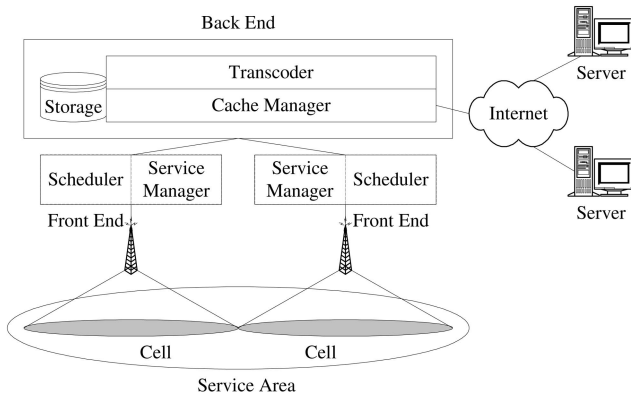 Back End
Transcoder
Storage
Cache Manager
Internet
Server
Server
Scheduler
Service
Manager
Service
Manager
Scheduler
Front End
Front End
Cell
Cell
Service Area